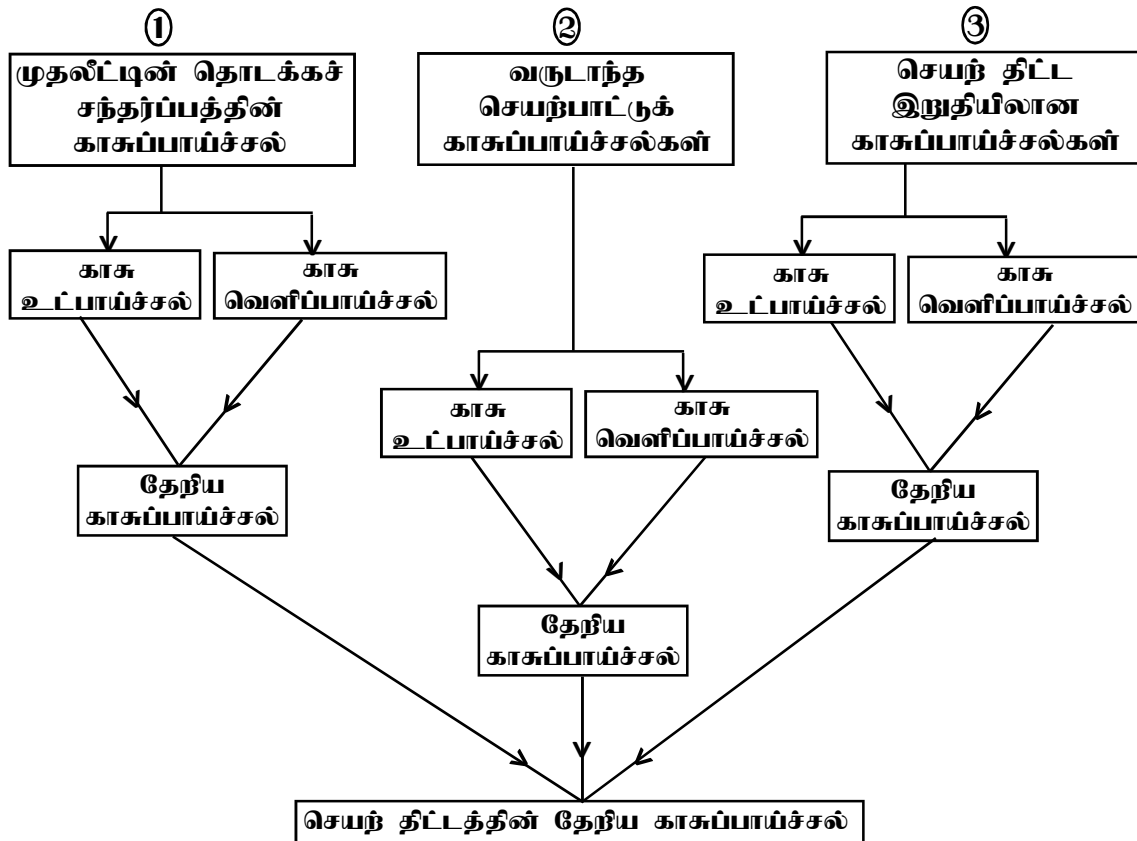 1
முதலீட்டின் தொடக்கச்
சந்தர்ப்பத்தின்
காசுப்பாய்ச்சல்
2
வருடாந்த
செயற்பாட்டுக்
காசுப்பாய்ச்சல்கள்
3
செயற் திட்ட
இறுதியிலான
காசுப்பாய்ச்சல்கள்
காசு
உட்பாய்ச்சல்
காசு
வெளிப்பாய்ச்சல்
காசு
உட்பாய்ச்சல்
காசு
வெளிப்பாய்ச்சல்
காசு
உட்பாய்ச்சல்
காசு
வெளிப்பாய்ச்சல்
தேறிய
காசுப்பாய்ச்சல்
தேறிய
காசுப்பாய்ச்சல்
தேறிய
காசுப்பாய்ச்சல்
செயற் திட்டத்தின் தேறிய காசுப்பாய்ச்சல்